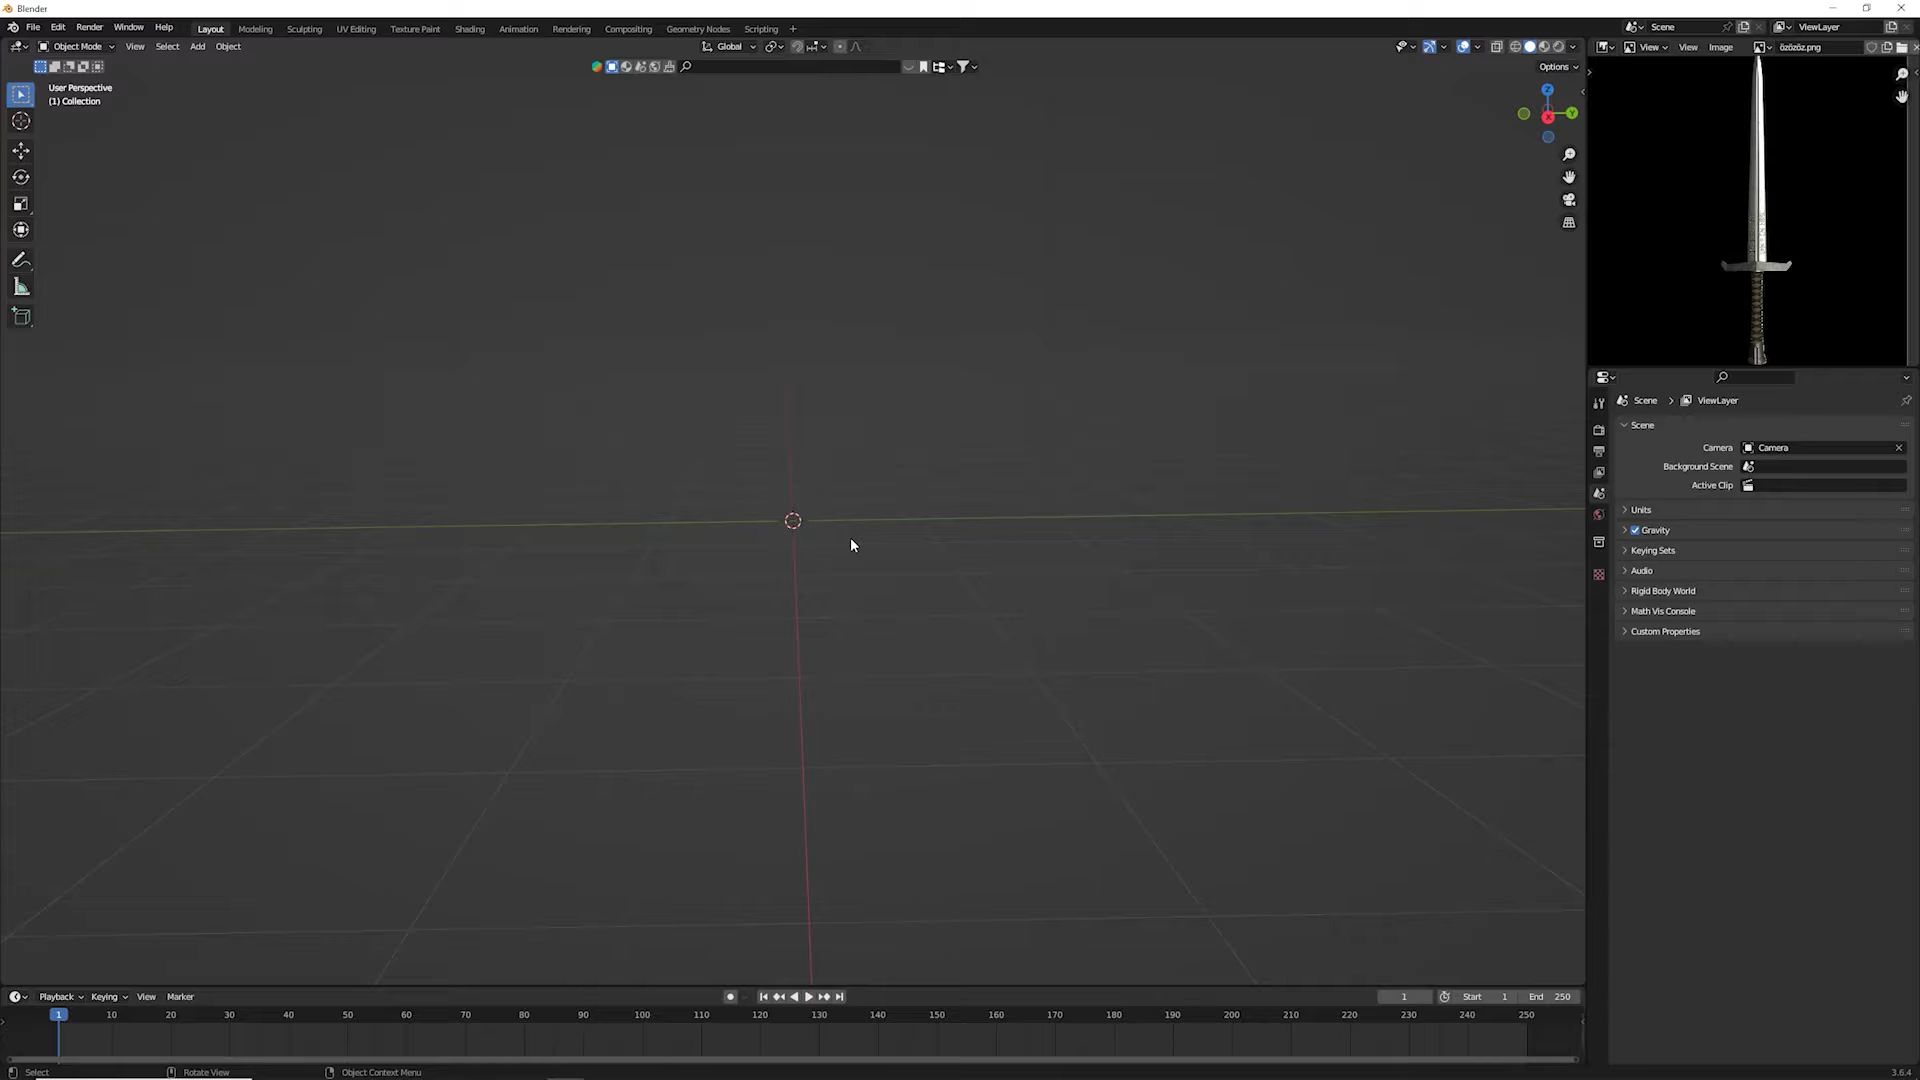 Blender
File Edit Render Window Help Layout Modeling Sculpting UV Editing Texture Paint Shading Animation Rendering Compositing Geometry Nodes Scripting + Scene ViewLayer
Object Mode View Select Add Object Global View View Image özözöz.png
Options
User Perspective
(1) Collection
Z
Y
X
Scene > ViewLayer
Scene
Camera Camera
Background Scene
Active Clip
Units
Gravity
Keying Sets
Audio
Rigid Body World
Math Vis Console
Custom Properties
Playback Keying View Marker 1 Start 1 End 250
1 10 20 30 40 50 60 70 80 90 100 110 120 130 140 150 160 170 180 190 200 210 220 230 240 250
Select Rotate View Object Context Menu 3.6.4